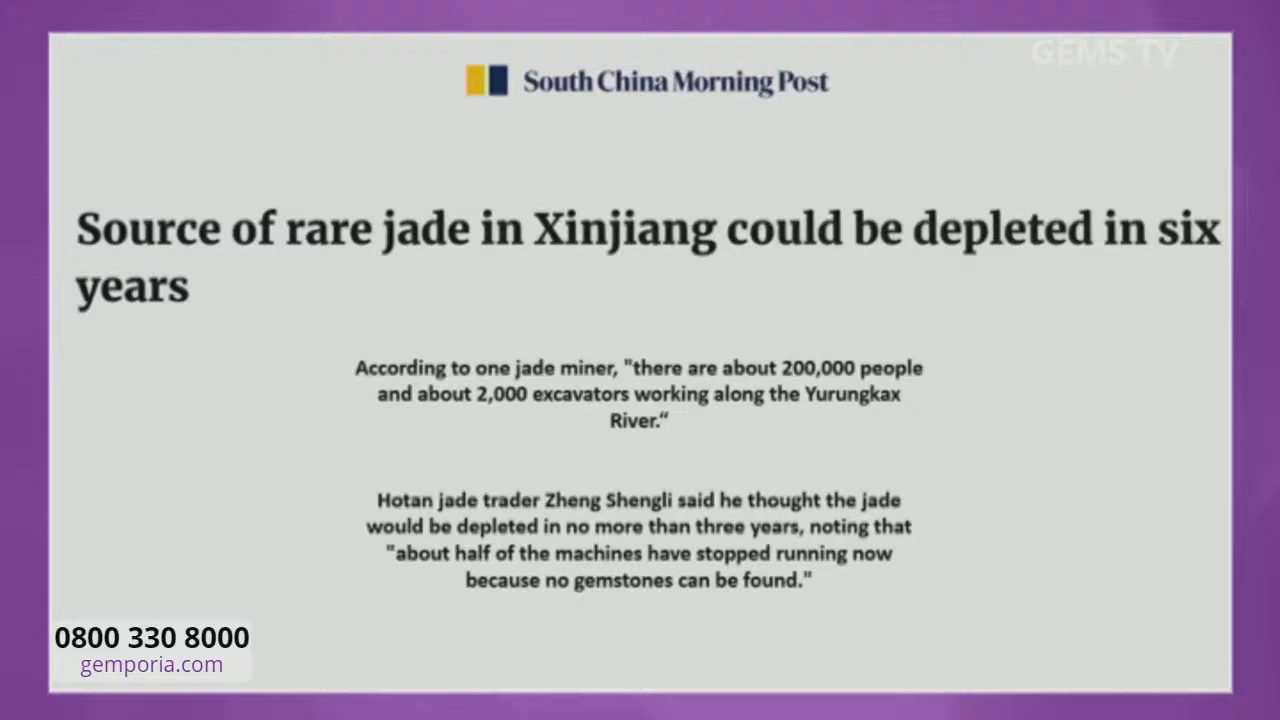 GEMS TV
South China Morning Post
Source of rare jade in Xinjiang could be depleted in six
years
According to one jade miner, "there are about 200,000 people
and about 2,000 excavators working along the Yurungkax
River.“
Hotan jade trader Zheng Shengli said he thought the jade
would be depleted in no more than three years, noting that
"about half of the machines have stopped running now
because no gemstones can be found."
0800 330 8000
gemporia.com